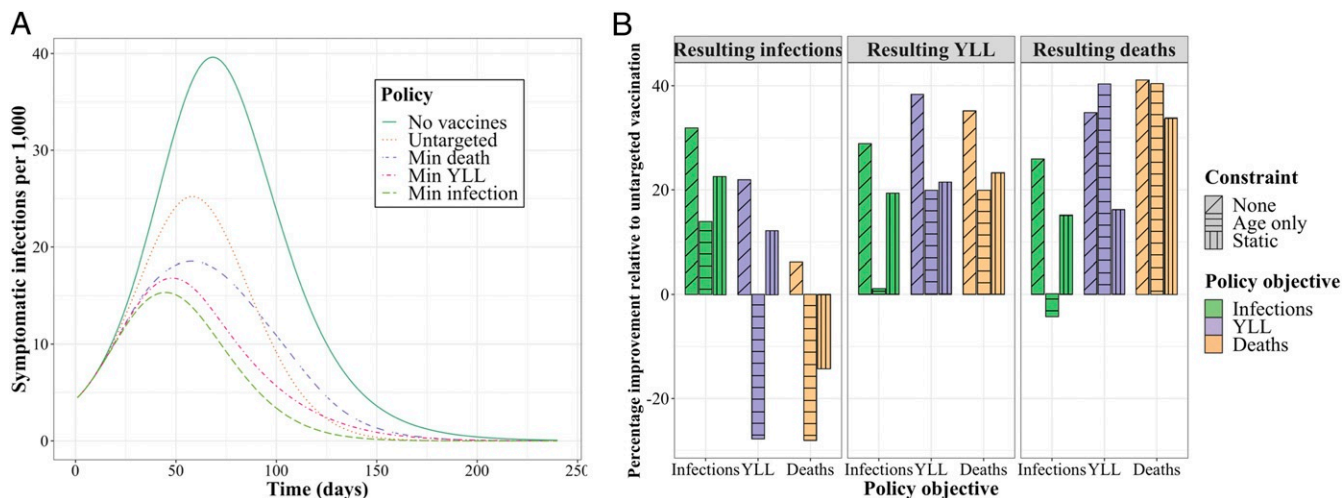 A
Symptomatic infections per 1,000
40
30
20
10
0
Policy
No vaccines
Untargeted
Min death
Min YLL
Min infection
0 50 100 150 200 250
Time (days)
B
Percentage improvement relative to untargeted vaccination
Resulting infections Resulting YLL Resulting deaths
40
20
0
-20
Infections YLL Deaths Infections YLL Deaths Infections YLL Deaths
Policy objective
Constraint
None
Age only
Static
Policy objective
Infections
YLL
Deaths